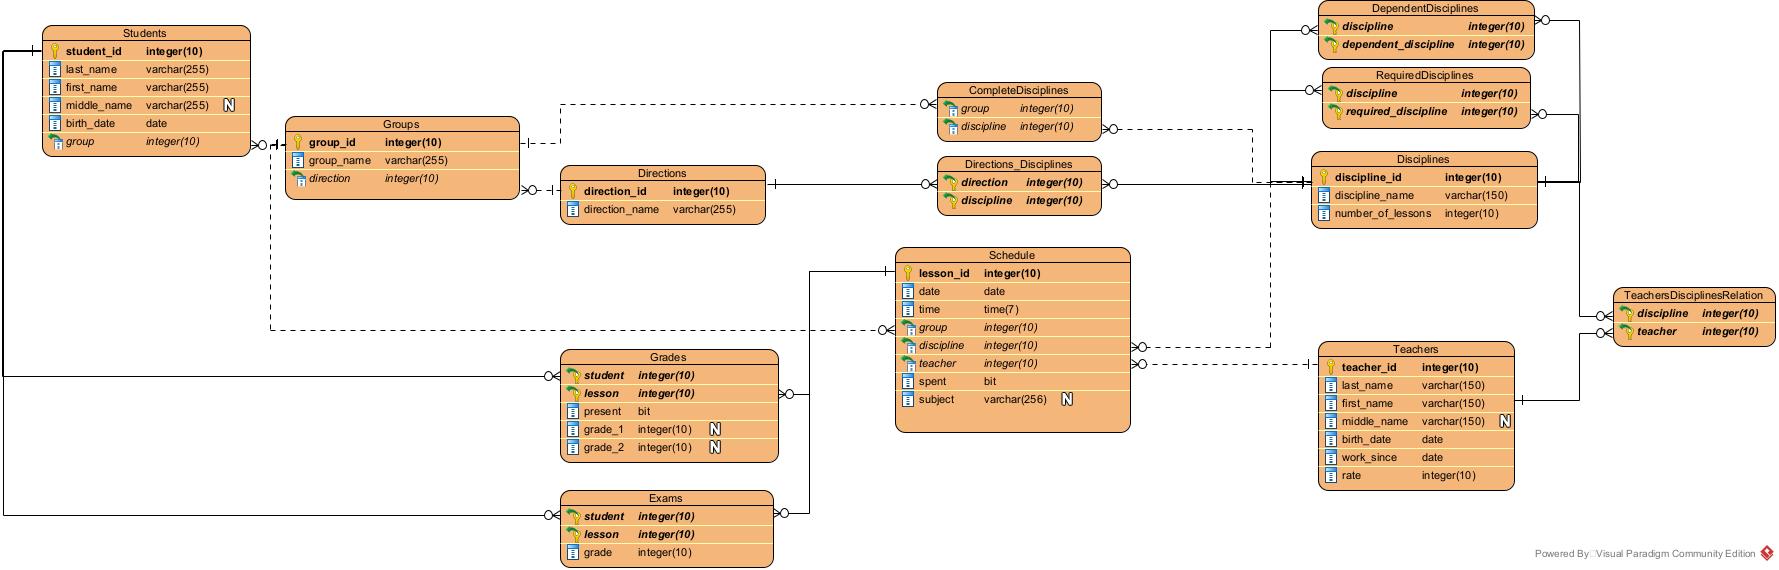 Students
student_id integer(10)
last_name varchar(255)
first_name varchar(255)
middle_name varchar(255) N
birth_date date
group integer(10)
Groups
group_id integer(10)
group_name varchar(255)
direction integer(10)
Directions
direction_id integer(10)
direction_name varchar(255)
CompleteDisciplines
group integer(10)
discipline integer(10)
Directions_Disciplines
direction integer(10)
discipline integer(10)
DependentDisciplines
discipline integer(10)
dependent_discipline integer(10)
RequiredDisciplines
discipline integer(10)
required_discipline integer(10)
Disciplines
discipline_id integer(10)
discipline_name varchar(150)
number_of_lessons integer(10)
Schedule
lesson_id integer(10)
date date
time time(7)
group integer(10)
discipline integer(10)
teacher integer(10)
spent bit
subject varchar(256) N
TeachersDisciplinesRelation
discipline integer(10)
teacher integer(10)
Teachers
teacher_id integer(10)
last_name varchar(150)
first_name varchar(150)
middle_name varchar(150) N
birth_date date
work_since date
rate integer(10)
Grades
student integer(10)
lesson integer(10)
present bit
grade_1 integer(10) N
grade_2 integer(10) N
Exams
student integer(10)
lesson integer(10)
grade integer(10)
Powered By Visual Paradigm Community Edition